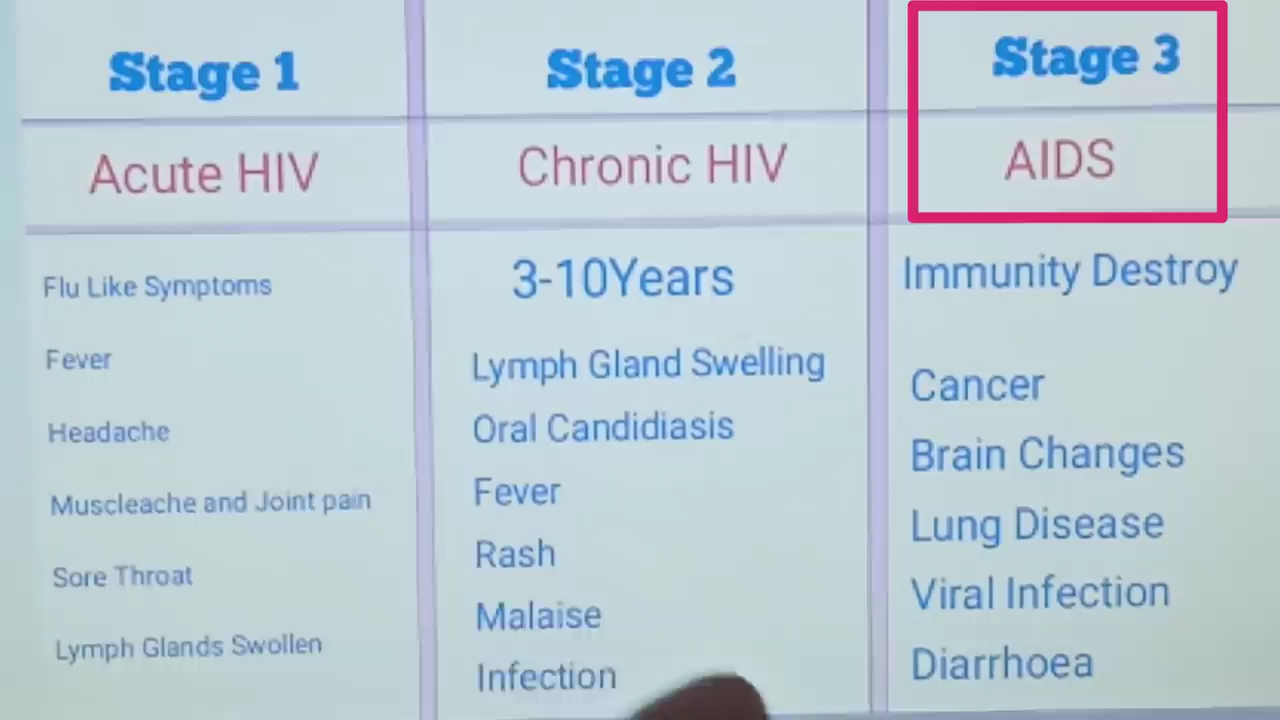 Stage 1
Acute HIV
Flu Like Symptoms
Fever
Headache
Muscleache and Joint pain
Sore Throat
Lymph Glands Swollen
Stage 2
Chronic HIV
3-10Years
Lymph Gland Swelling
Oral Candidiasis
Fever
Rash
Malaise
Infection
Stage 3
AIDS
Immunity Destroy
Cancer
Brain Changes
Lung Disease
Viral Infection
Diarrhoea